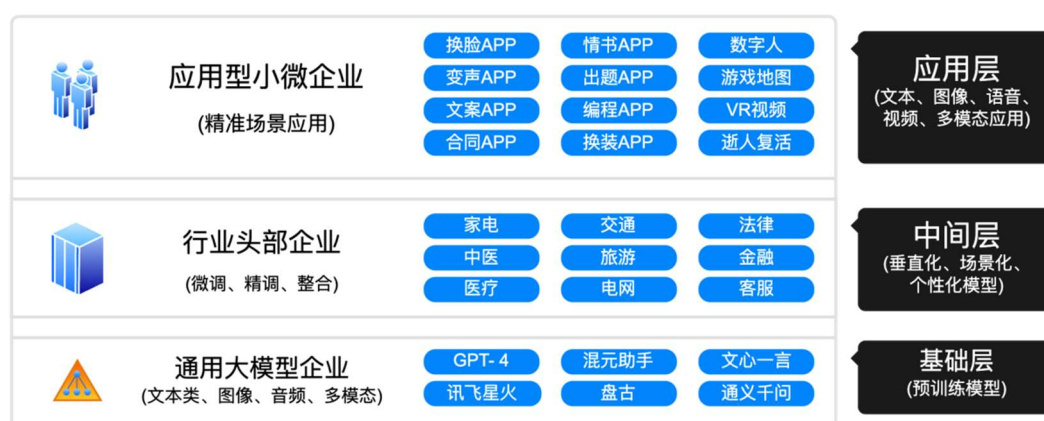 应用型小微企业
(精准场景应用)
换脸APP 情书APP 数字人
变声APP 出题APP 游戏地图
文案APP 编程APP VR视频
合同APP 换装APP 逝人复活
应用层
(文本、图像、语音、
视频、多模态应用)
行业头部企业
(微调、精调、整合)
家电 交通 法律
中医 旅游 金融
医疗 电网 客服
中间层
(垂直化、场景化、
个性化模型)
通用大模型企业
(文本类、图像、音频、多模态)
GPT- 4 混元助手 文心一言
讯飞星火 盘古 通义千问
基础层
(预训练模型)